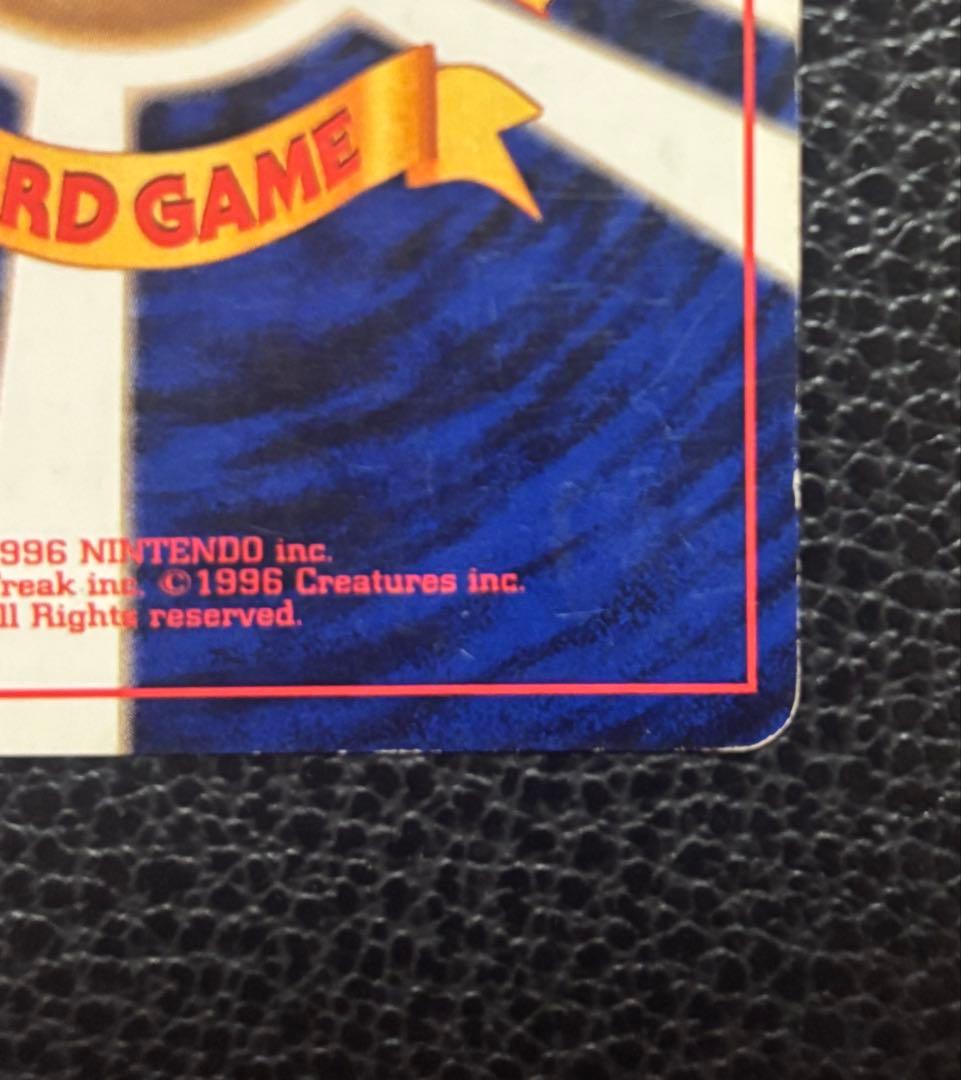 RD GAME
996 NINTENDO inc.
reak inc. ©1996 Creatures inc.
ll Rights reserved.